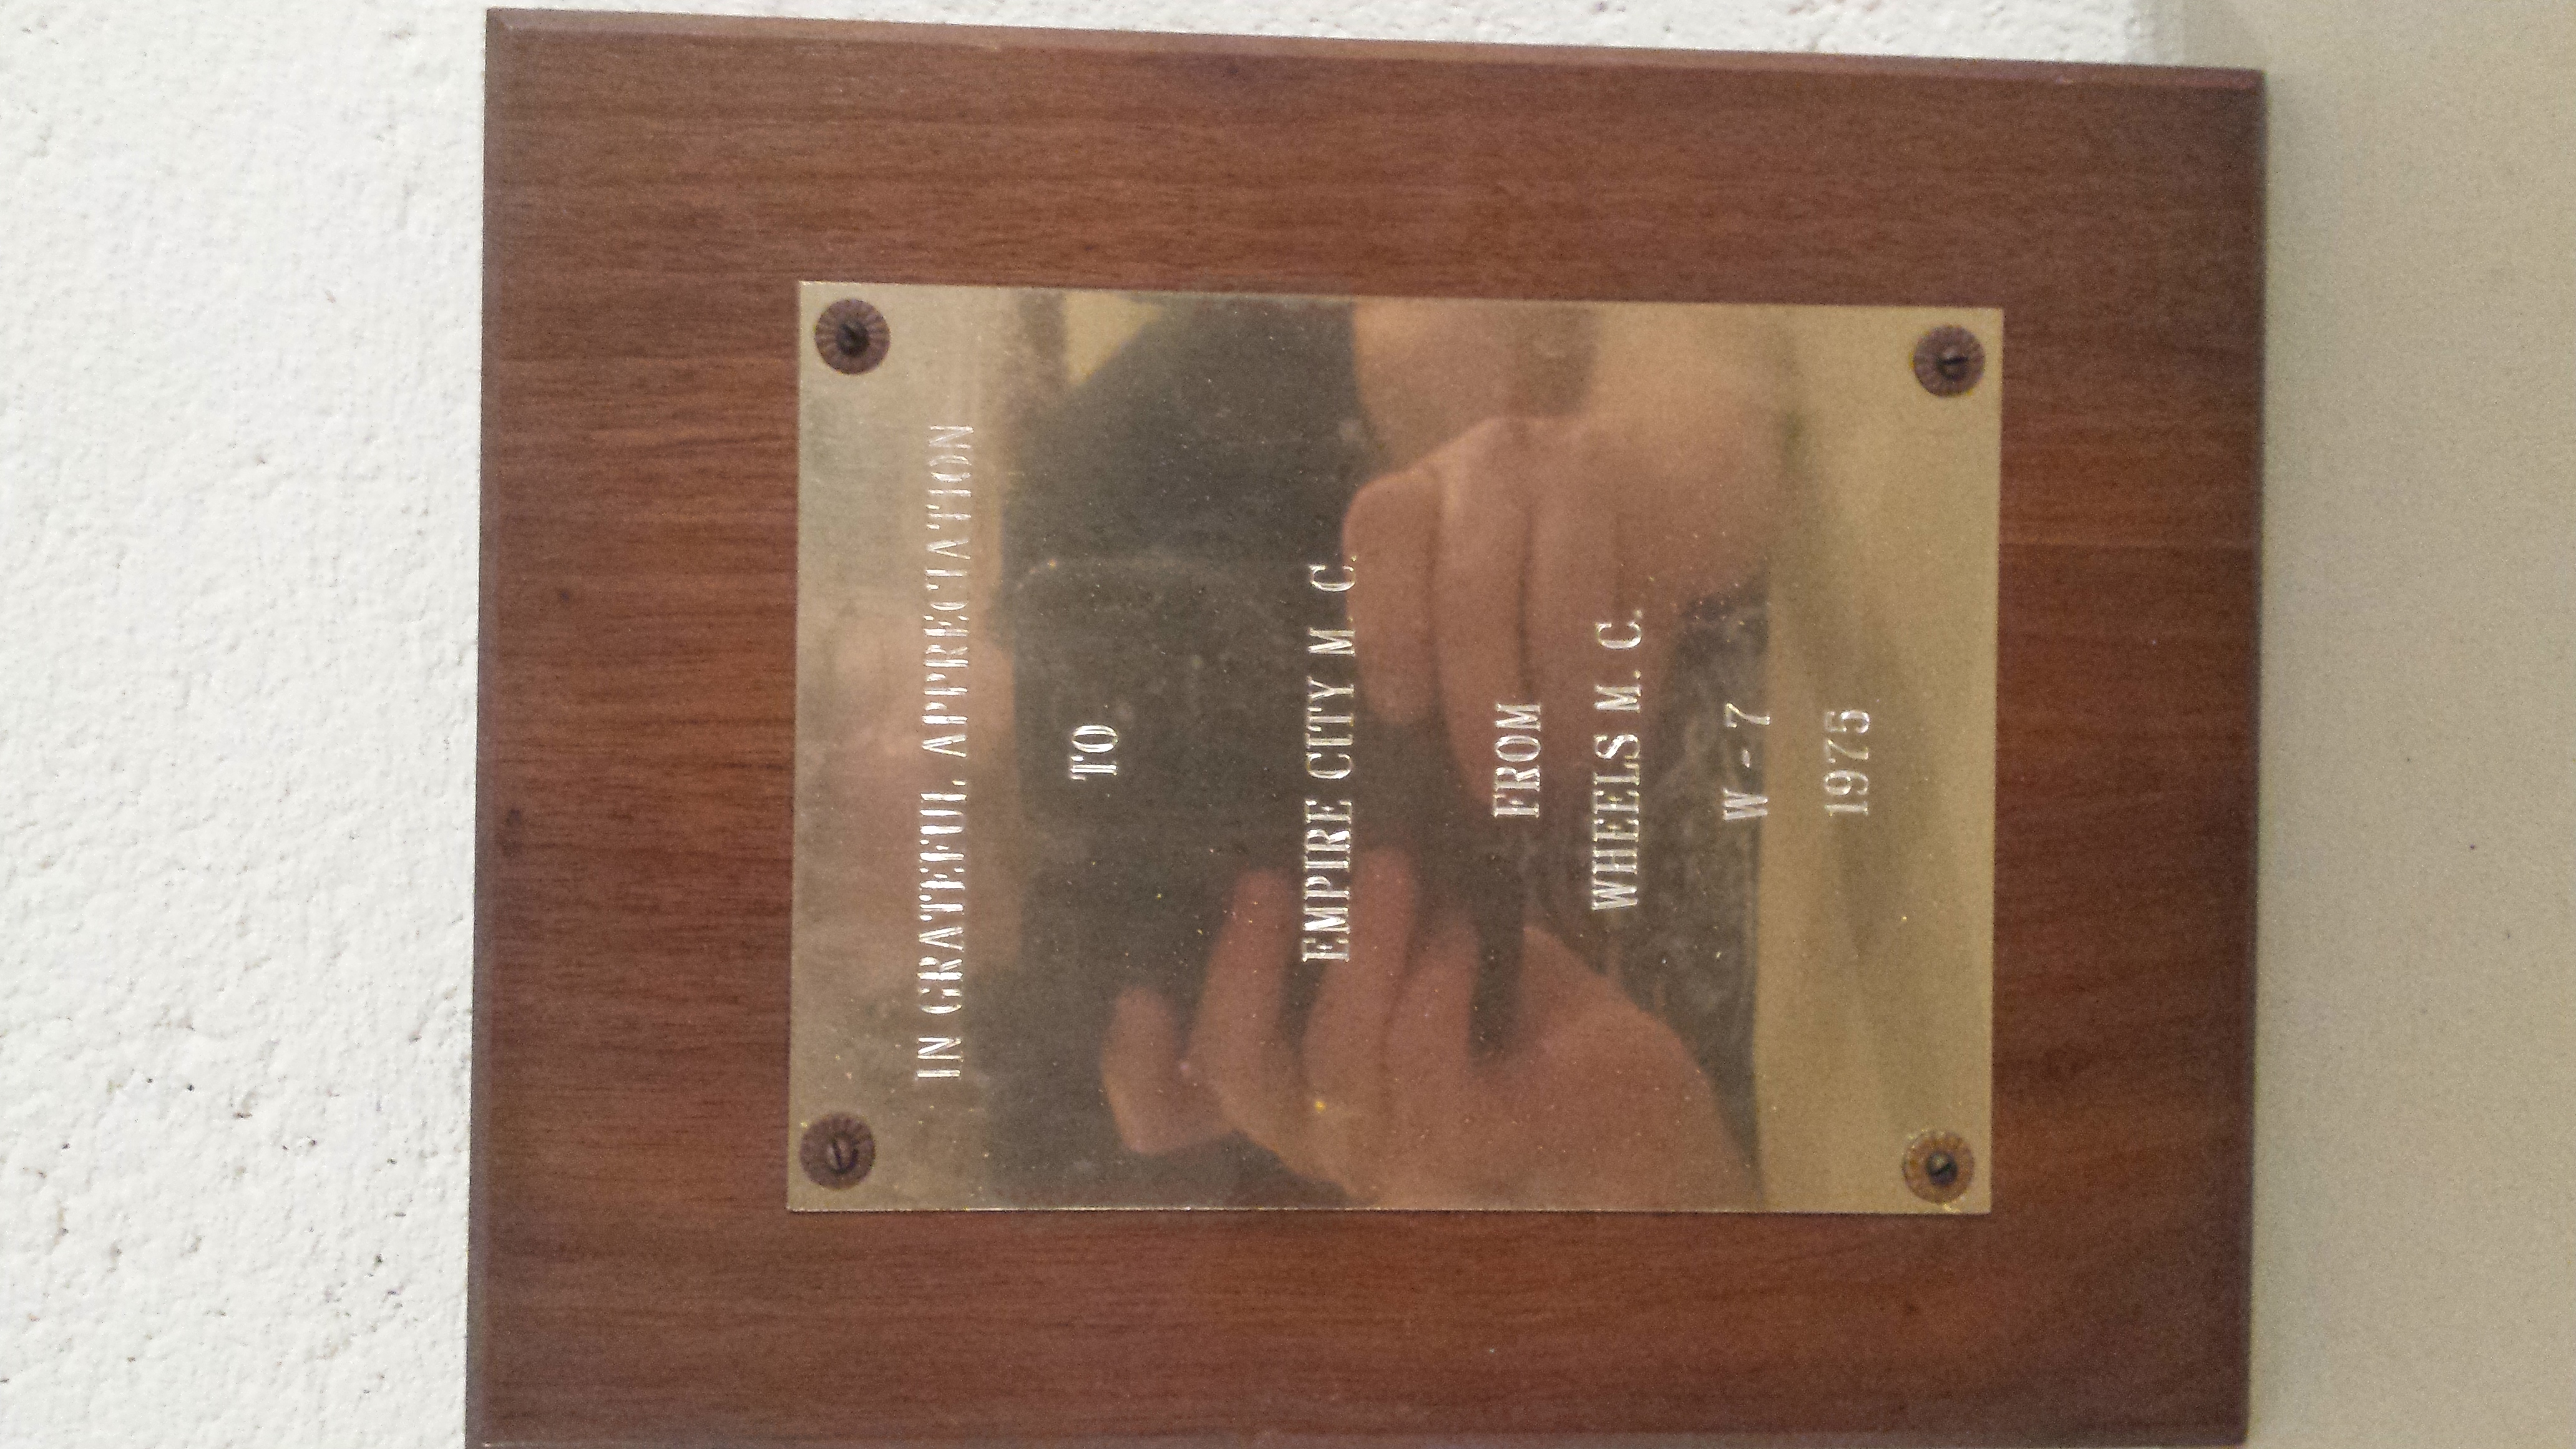 IN GRATEFUL APPRECIATION
TO
EMPIRE CITY M. C.
FROM
WHEELS M. C.
W - 7
1975